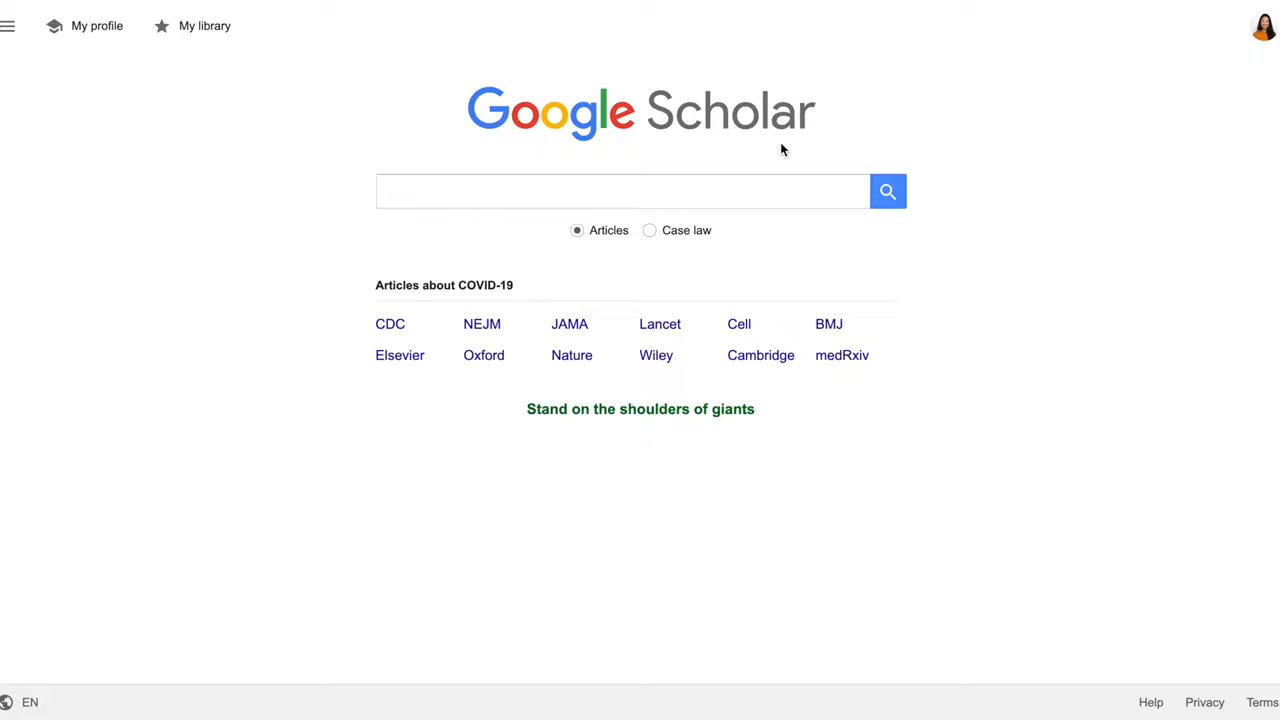 My profile My library
Google Scholar
Articles Case law
Articles about COVID-19
CDC NEJM JAMA Lancet Cell BMJ
Elsevier Oxford Nature Wiley Cambridge medRxiv
Stand on the shoulders of giants
EN Help Privacy Terms